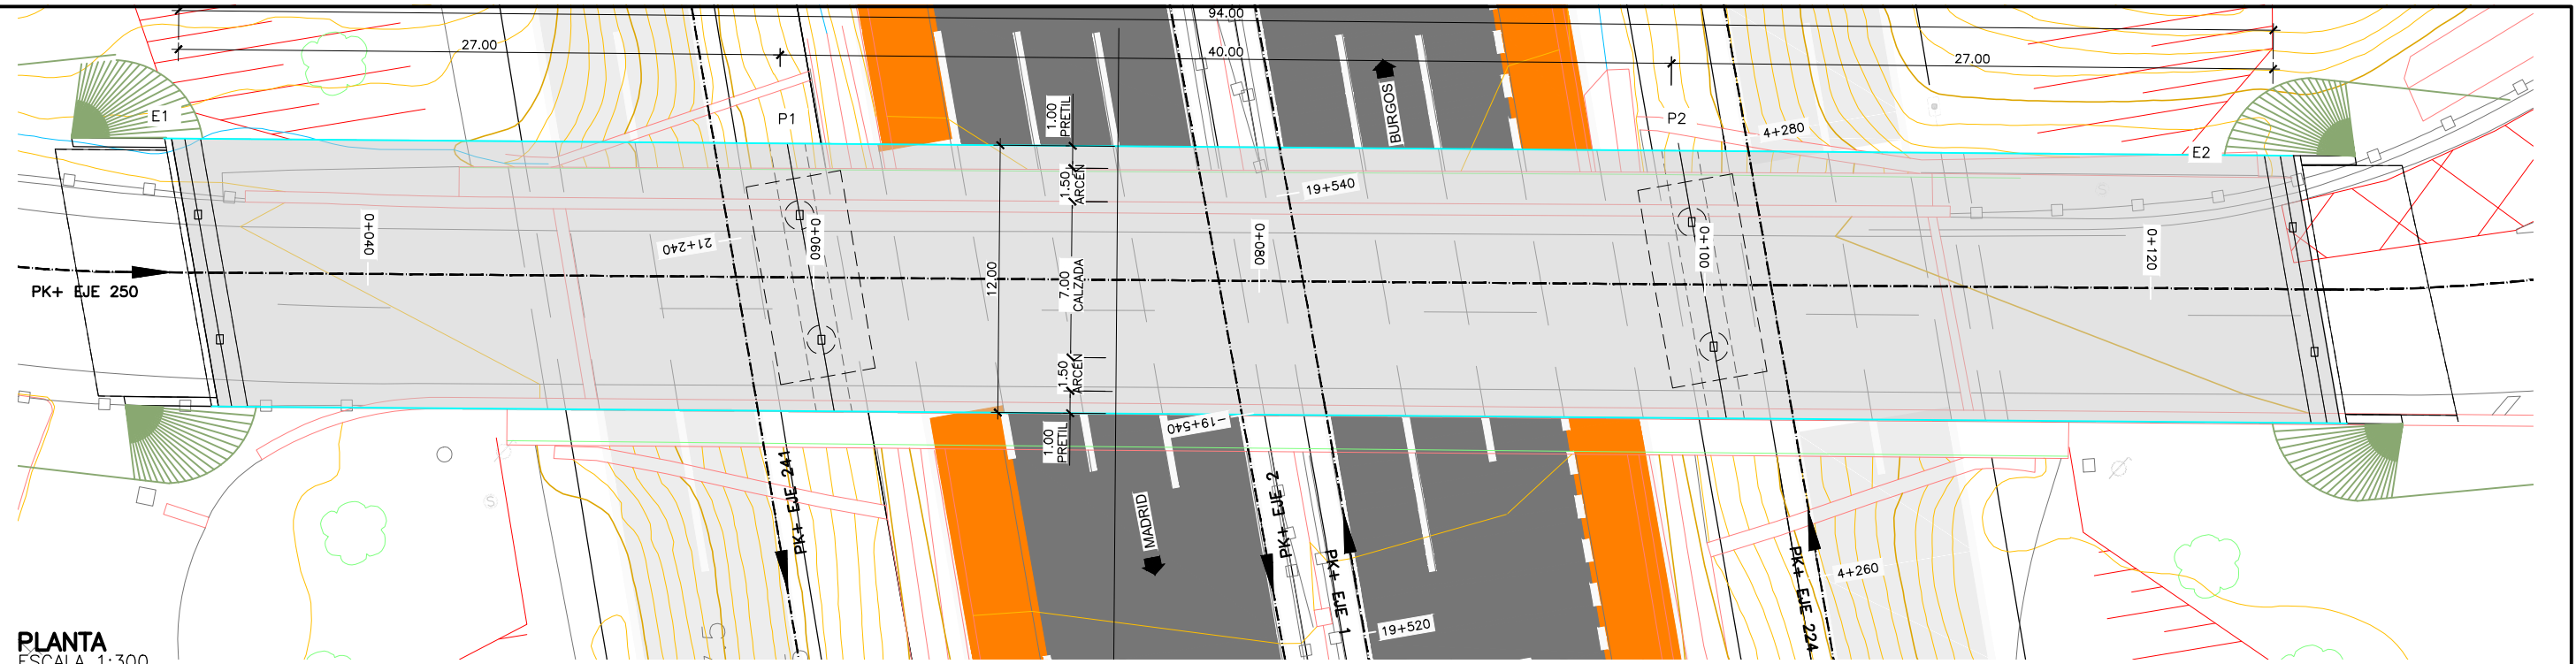 94.00
27.00
40.00
27.00
E1
P1
1.00
PRETIL
BURGOS
P2
4+280
E2
1.50
ARCEN
19+540
0+040
21+240
0+060
0+080
0+100
0+120
12.00
7.00
CALZADA
PK+ EJE 250
1.50
ARCEN
19+540
1.00
PRETIL
MADRID
PK+ EJE 241
PK+ EJE 2
PK+ EJE 1
PK+ EJE 224
4+260
19+520
PLANTA
ESCALA 1:300